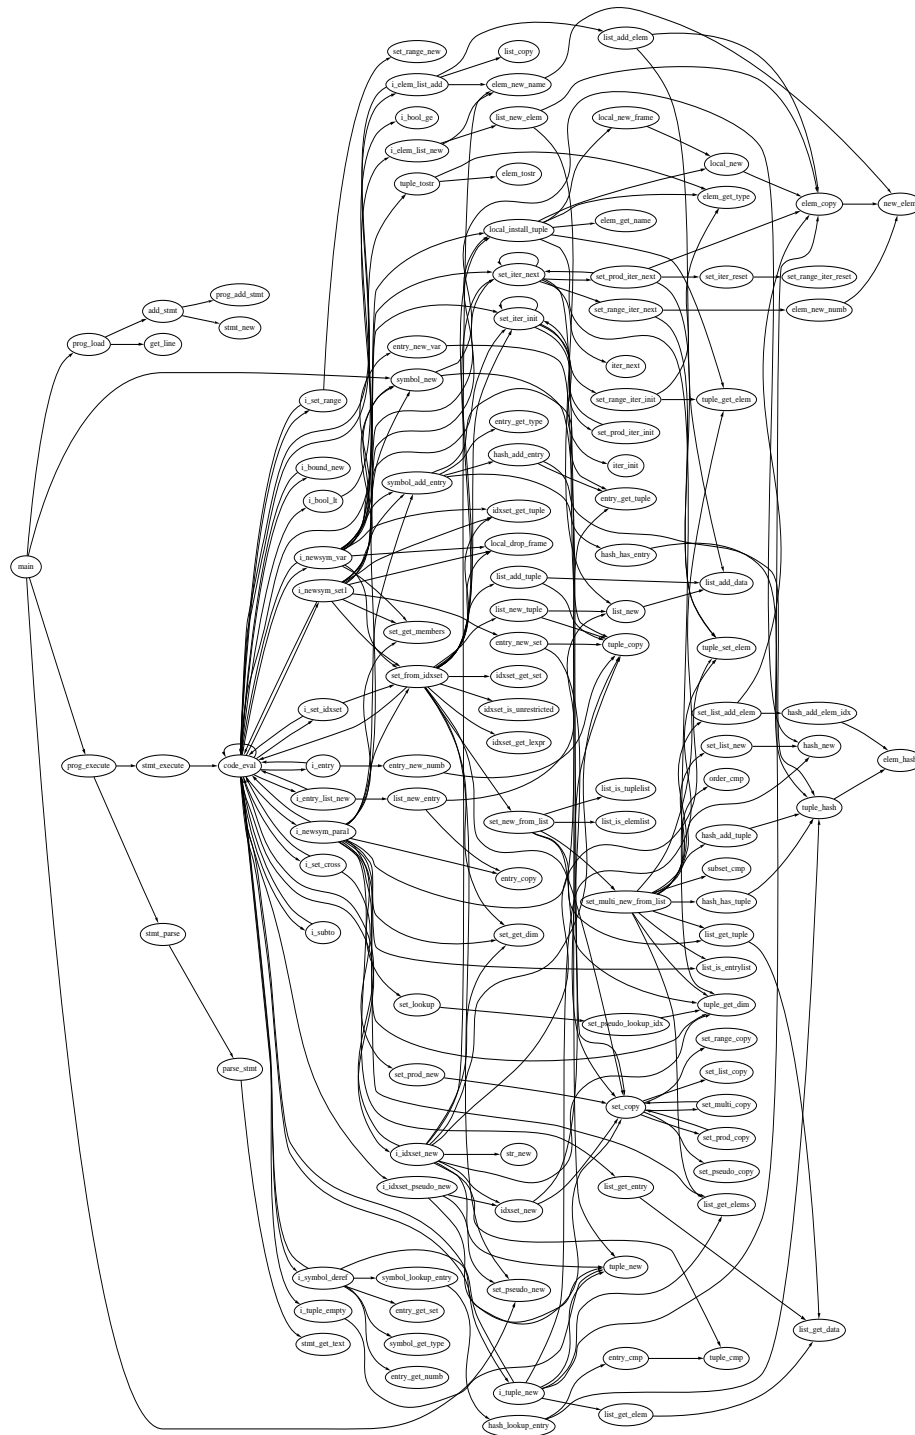 list_add_elem
set_range_new
list_copy
i_elem_list_add
elem_new_name
i_bool_ge
list_new_elem
local_new_frame
i_elem_list_new
local_new
elem_tostr
tuple_tostr
elem_get_type
elem_copy
new_elem
elem_get_name
local_install_tuple
set_iter_next
set_prod_iter_next
set_iter_reset
set_range_iter_reset
prog_add_stmt
add_stmt
set_range_iter_next
elem_new_numb
set_iter_init
stmt_new
prog_load
get_line
entry_new_var
iter_next
symbol_new
i_set_range
set_range_iter_init
tuple_get_elem
entry_get_type
set_prod_iter_init
hash_add_entry
iter_init
i_bound_new
symbol_add_entry
i_bool_lt
entry_get_tuple
idxset_get_tuple
local_drop_frame
hash_has_entry
i_newsym_var
main
list_add_tuple
list_add_data
i_newsym_set1
list_new_tuple
list_new
set_get_members
entry_new_set
tuple_copy
tuple_set_elem
set_from_idxset
idxset_get_set
i_set_idxset
idxset_is_unrestricted
set_list_add_elem
hash_add_elem_idx
idxset_get_lexpr
set_list_new
hash_new
elem_hash
prog_execute
stmt_execute
code_eval
i_entry
entry_new_numb
order_cmp
list_is_tuplelist
i_entry_list_new
list_new_entry
tuple_hash
set_new_from_list
list_is_elemlist
i_newsym_para1
hash_add_tuple
i_set_cross
subset_cmp
entry_copy
set_multi_new_from_list
hash_has_tuple
stmt_parse
i_subto
set_get_dim
list_get_tuple
list_is_entrylist
set_lookup
tuple_get_dim
set_pseudo_lookup_idx
set_range_copy
parse_stmt
set_prod_new
set_list_copy
set_copy
set_multi_copy
set_prod_copy
i_idxset_new
str_new
set_pseudo_copy
i_idxset_pseudo_new
list_get_entry
idxset_new
list_get_elems
tuple_new
i_symbol_deref
symbol_lookup_entry
set_pseudo_new
i_tuple_empty
entry_get_set
list_get_data
stmt_get_text
symbol_get_type
entry_cmp
tuple_cmp
entry_get_numb
i_tuple_new
list_get_elem
hash_lookup_entry